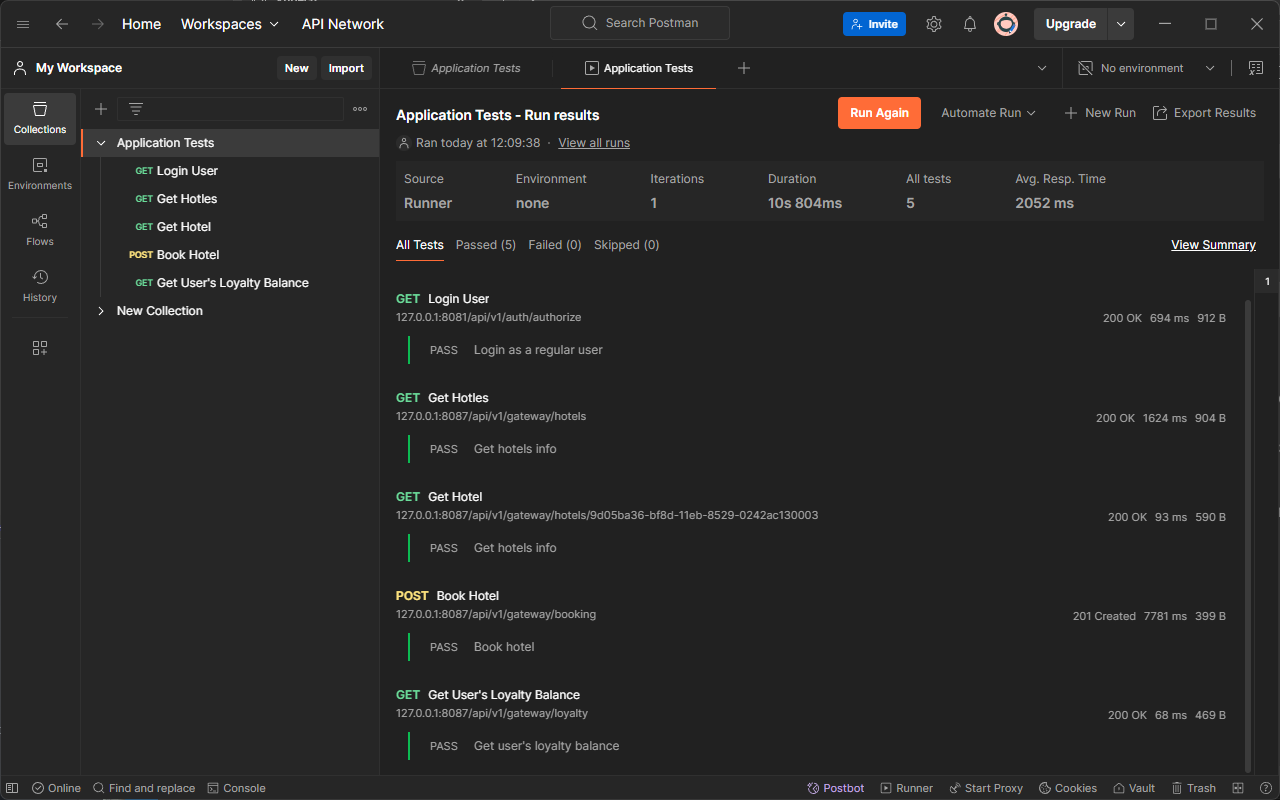 Home Workspaces API Network Search Postman Invite Upgrade
My Workspace New Import Application Tests Application Tests No environment
Collections
Environments
Flows
History
Application Tests
GET Login User
GET Get Hotles
GET Get Hotel
POST Book Hotel
GET Get User's Loyalty Balance
New Collection
Application Tests - Run results Run Again Automate Run New Run Export Results
Ran today at 12:09:38 · View all runs
Source Environment Iterations Duration All tests Avg. Resp. Time
Runner none 1 10s 804ms 5 2052 ms
All Tests Passed (5) Failed (0) Skipped (0) View Summary
1
GET Login User
127.0.0.1:8081/api/v1/auth/authorize 200 OK 694 ms 912 B
PASS Login as a regular user
GET Get Hotles
127.0.0.1:8087/api/v1/gateway/hotels 200 OK 1624 ms 904 B
PASS Get hotels info
GET Get Hotel
127.0.0.1:8087/api/v1/gateway/hotels/9d05ba36-bf8d-11eb-8529-0242ac130003 200 OK 93 ms 590 B
PASS Get hotels info
POST Book Hotel
127.0.0.1:8087/api/v1/gateway/booking 201 Created 7781 ms 399 B
PASS Book hotel
GET Get User's Loyalty Balance
127.0.0.1:8087/api/v1/gateway/loyalty 200 OK 68 ms 469 B
PASS Get user's loyalty balance
Online Find and replace Console Postbot Runner Start Proxy Cookies Vault Trash